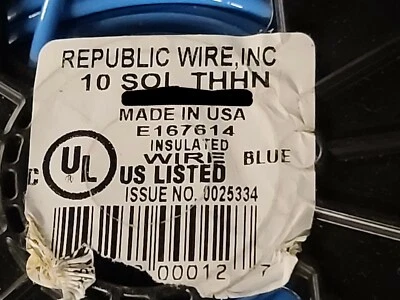 REPUBLIC WIRE, INC
10 SOL THHN
MADE IN USA
E167614
INSULATED
WIRE BLUE
C UL US LISTED
ISSUE NO. 0025334
00012 7